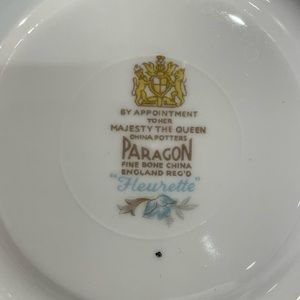 BY APPOINTMENT
TO HER
MAJESTY THE QUEEN
CHINA POTTERS
PARAGON
FINE BONE CHINA
ENGLAND REG'D
"Fleurette"